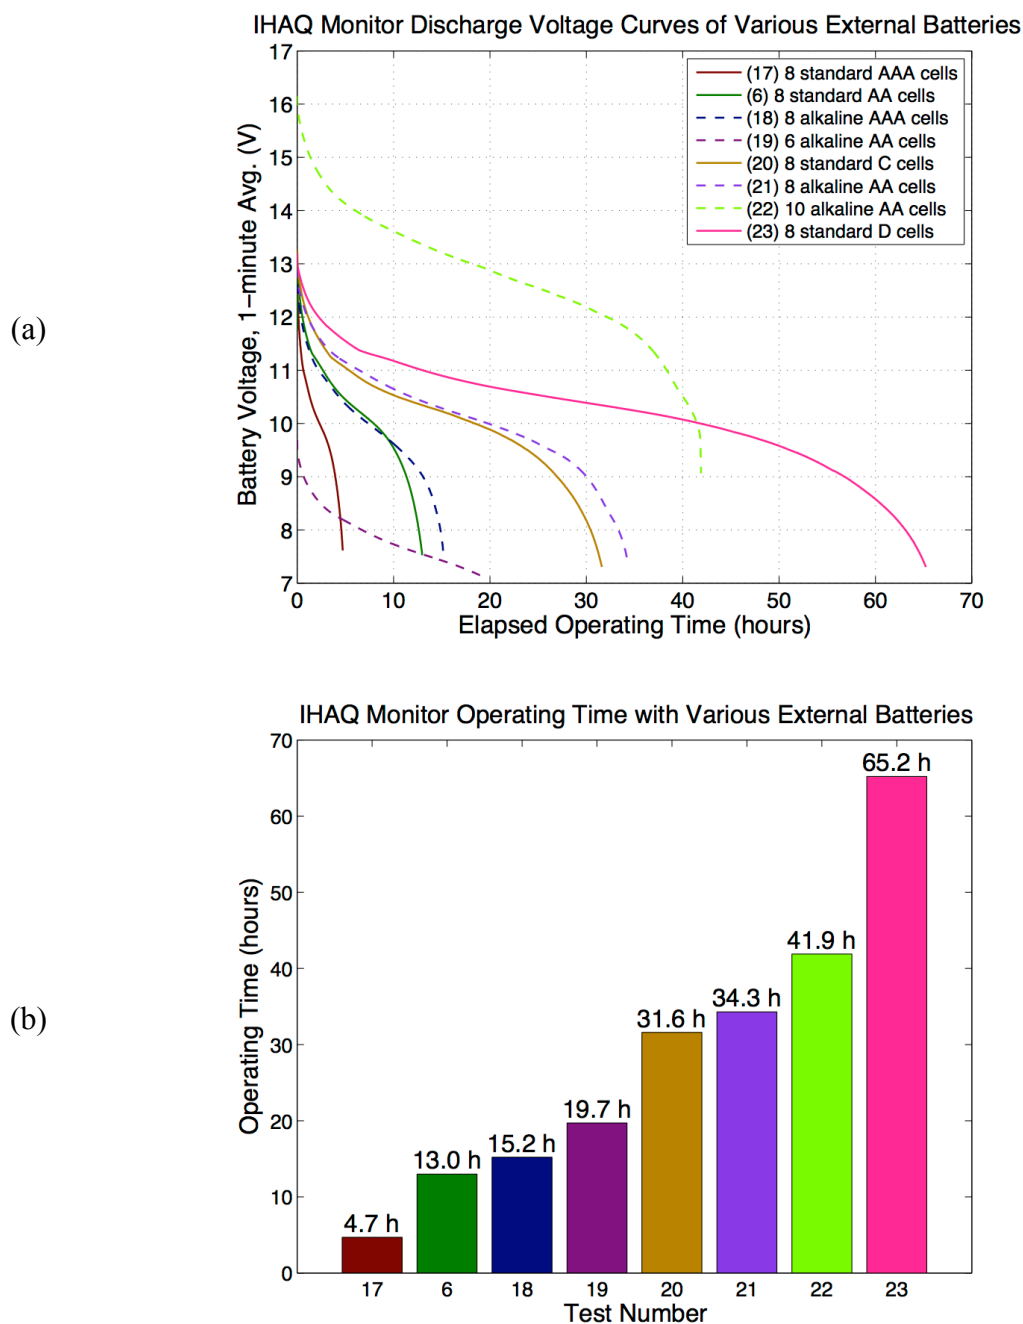 IHAQ Monitor Discharge Voltage Curves of Various External Batteries
(a)
Battery Voltage, 1−minute Avg. (V)
17
16
15
14
13
12
11
10
9
8
7
(17) 8 standard AAA cells
(6) 8 standard AA cells
(18) 8 alkaline AAA cells
(19) 6 alkaline AA cells
(20) 8 standard C cells
(21) 8 alkaline AA cells
(22) 10 alkaline AA cells
(23) 8 standard D cells
0 10 20 30 40 50 60 70
Elapsed Operating Time (hours)
IHAQ Monitor Operating Time with Various External Batteries
(b)
Operating Time (hours)
70
60
50
40
30
20
10
0
4.7 h
13.0 h
15.2 h
19.7 h
31.6 h
34.3 h
41.9 h
65.2 h
17 6 18 19 20 21 22 23
Test Number